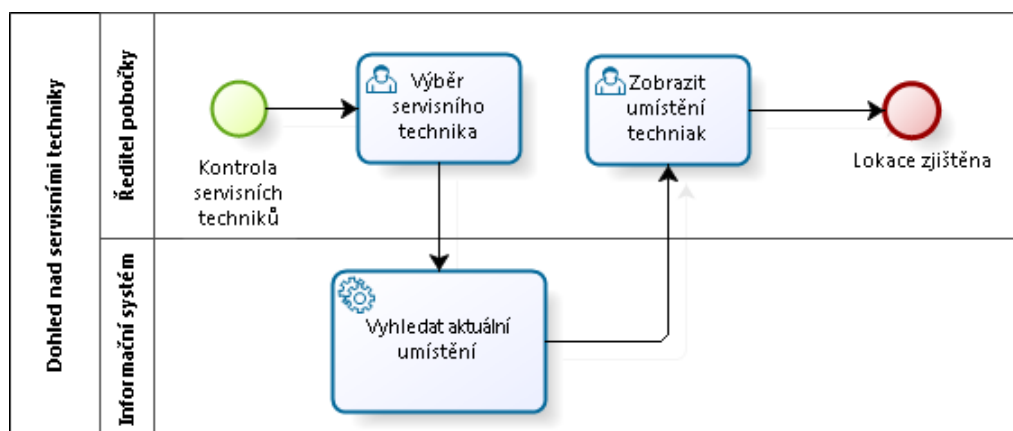 Dohled nad servisními techniky
Ředitel pobočky
Kontrola
servisních
techniků
Výběr
servisního
technika
Zobrazit
umístění
techniak
Lokace zjištěna
Informační systém
Vyhledat aktuální
umístění